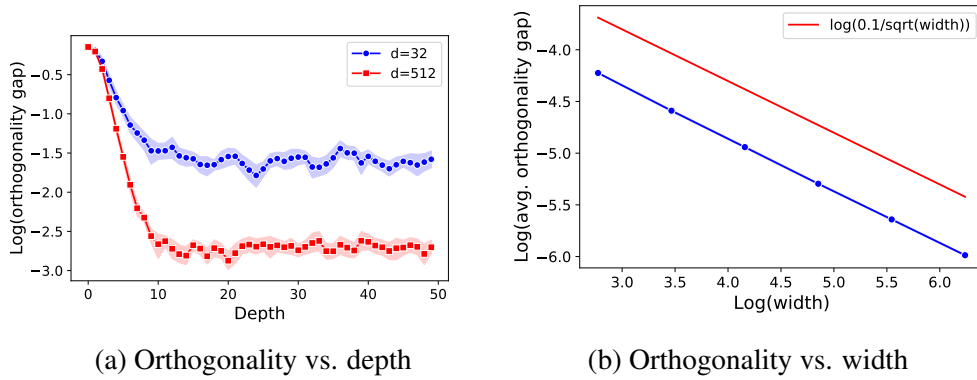 Log(orthogonality gap)
−0.5
−1.0
−1.5
−2.0
−2.5
−3.0
0 10 20 30 40 50
Depth
d=32
d=512
(a) Orthogonality vs. depth
Log(avg. orthogonality gap)
−4.0
−4.5
−5.0
−5.5
−6.0
3.0 3.5 4.0 4.5 5.0 5.5 6.0
Log(width)
log(0.1/sqrt(width))
(b) Orthogonality vs. width